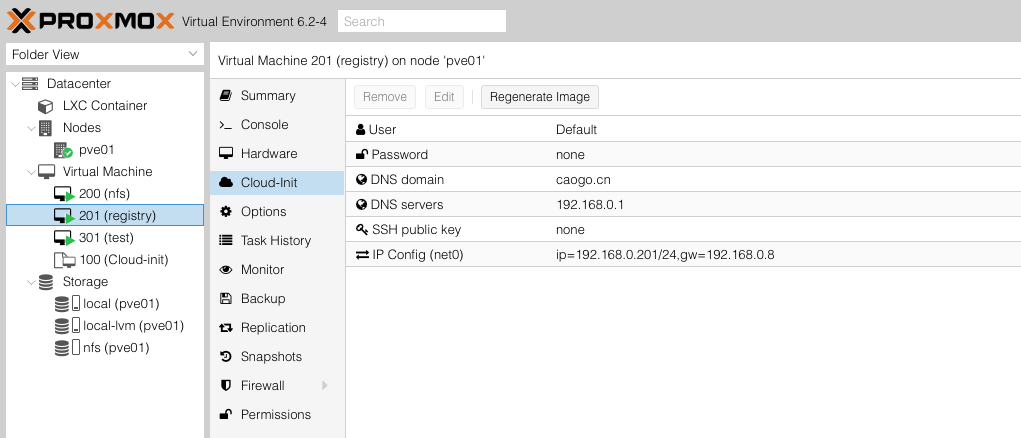 PROXMOX Virtual Environment 6.2-4 Search
Folder View
Datacenter
LXC Container
Nodes
pve01
Virtual Machine
200 (nfs)
201 (registry)
301 (test)
100 (Cloud-init)
Storage
local (pve01)
local-lvm (pve01)
nfs (pve01)
Virtual Machine 201 (registry) on node 'pve01'
Summary
Console
Hardware
Cloud-Init
Options
Task History
Monitor
Backup
Replication
Snapshots
Firewall
Permissions
Remove Edit Regenerate Image
User Default
Password none
DNS domain caogo.cn
DNS servers 192.168.0.1
SSH public key none
IP Config (net0) ip=192.168.0.201/24,gw=192.168.0.8